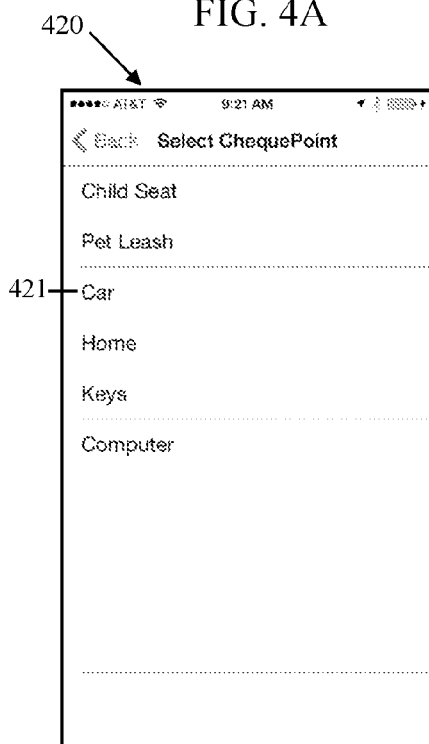 FIG. 4A
420
AT&T 9:21 AM
Back Select ChequePoint
Child Seat
Pet Leash
421 Car
Home
Keys
Computer